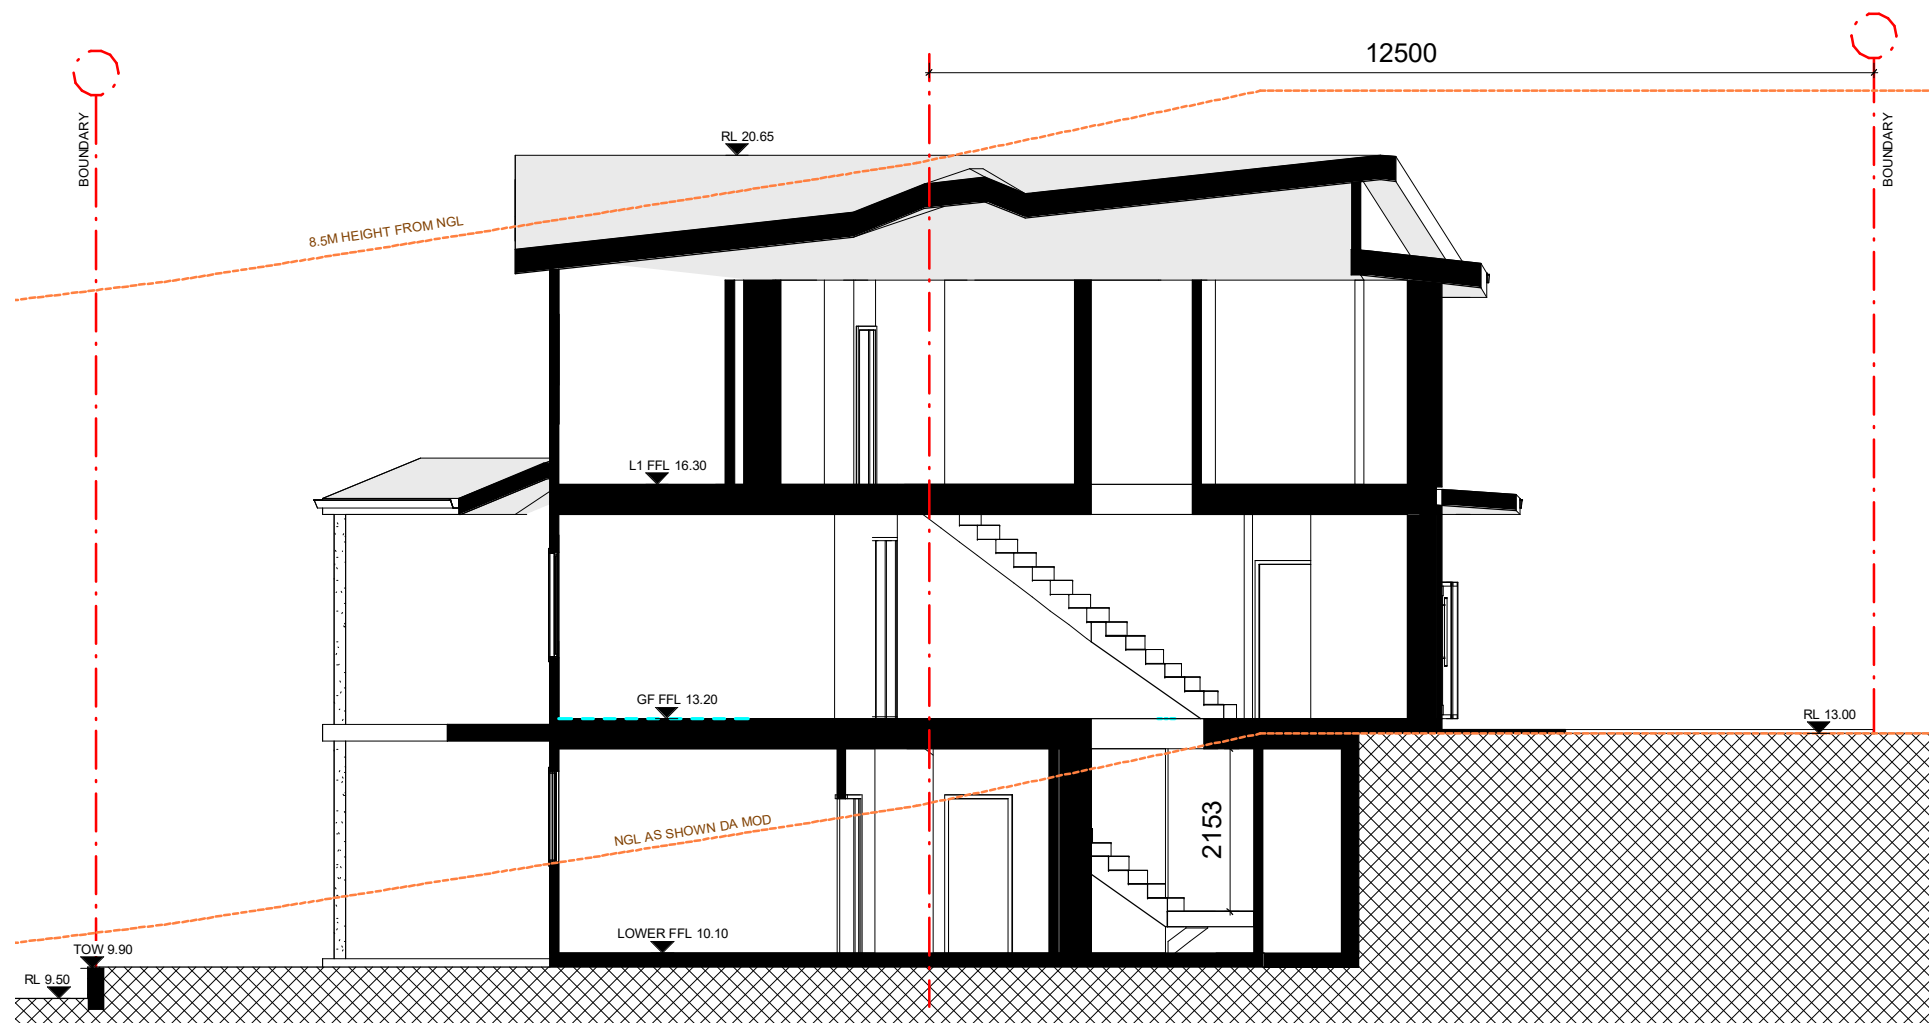 12500
BOUNDARY
BOUNDARY
RL 20.65
8.5M HEIGHT FROM NGL
L1 FFL 16.30
GF FFL 13.20
RL 13.00
2153
NGL AS SHOWN DA MOD
LOWER FFL 10.10
TOW 9.90
RL 9.50